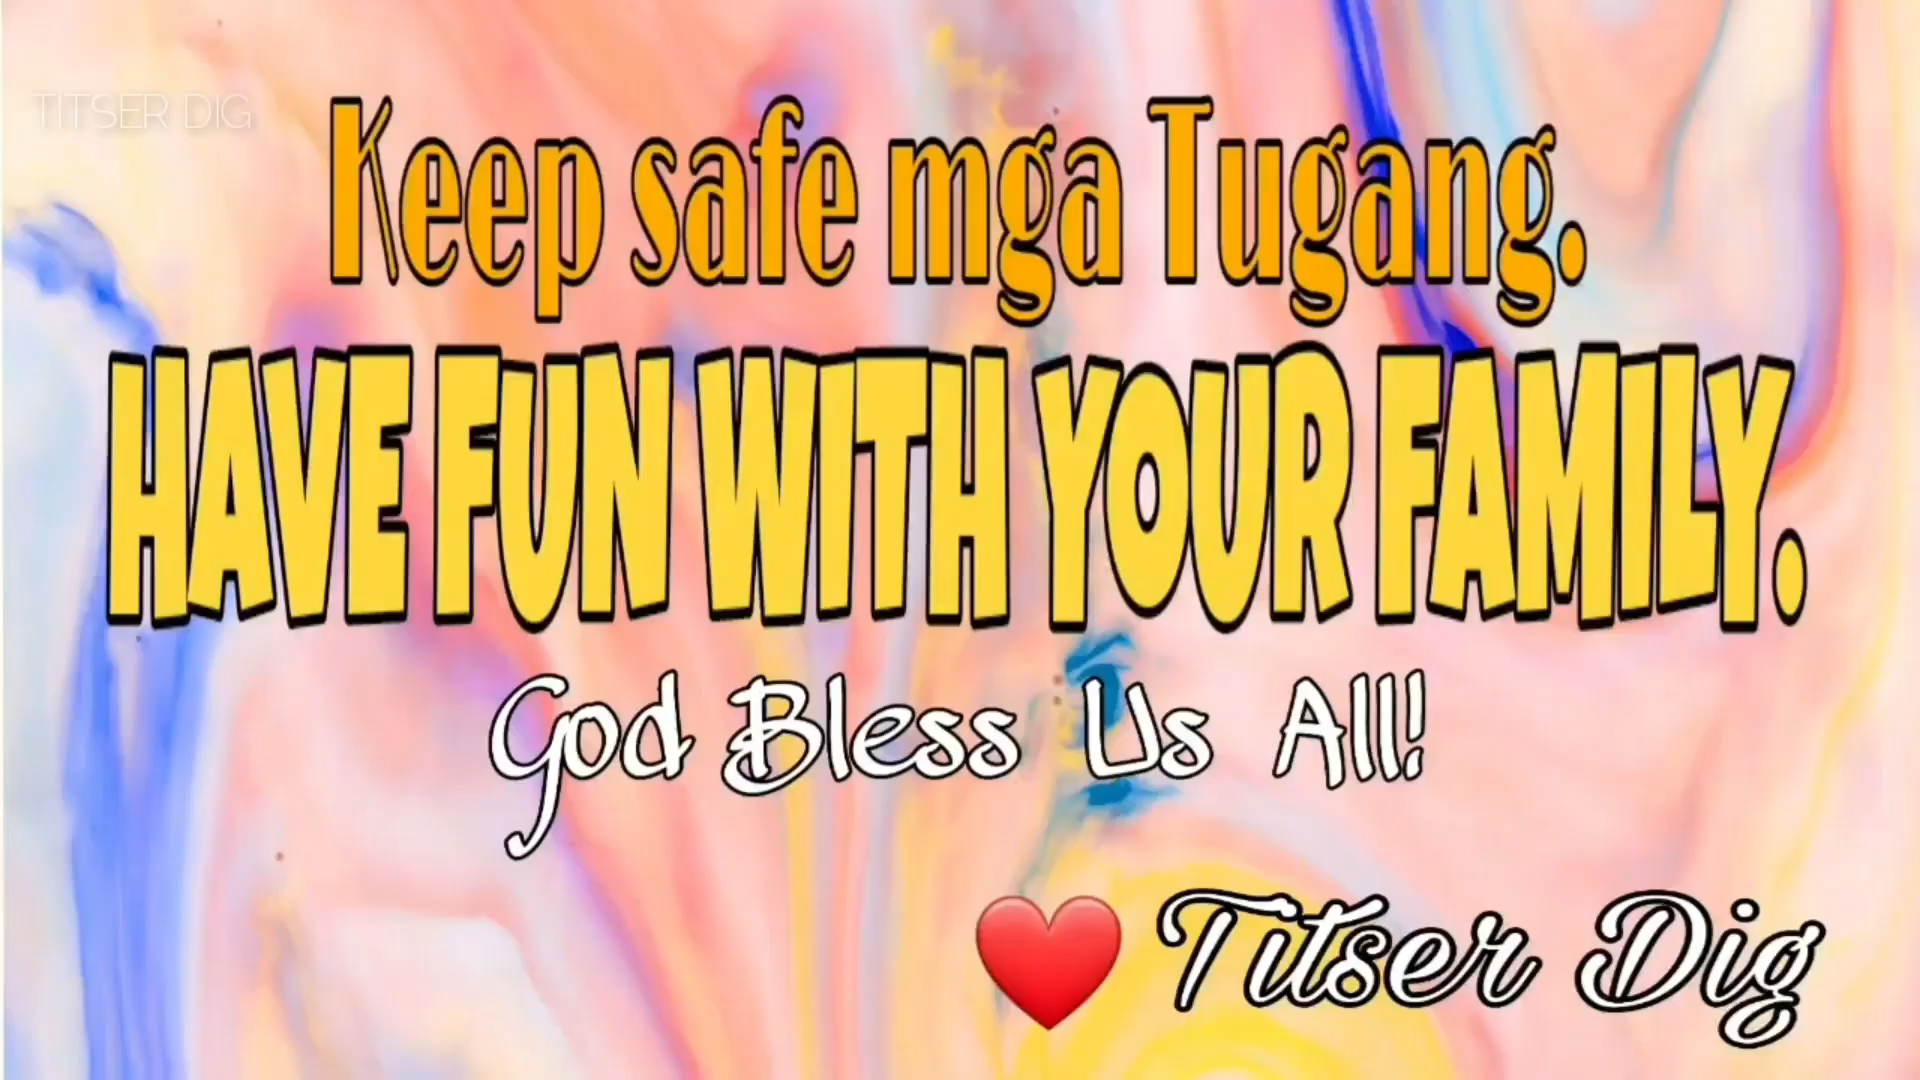 TITSER DIG
Keep safe mga Tugang.
HAVE FUN WITH YOUR FAMILY.
God Bless Us All!
Titser Dig